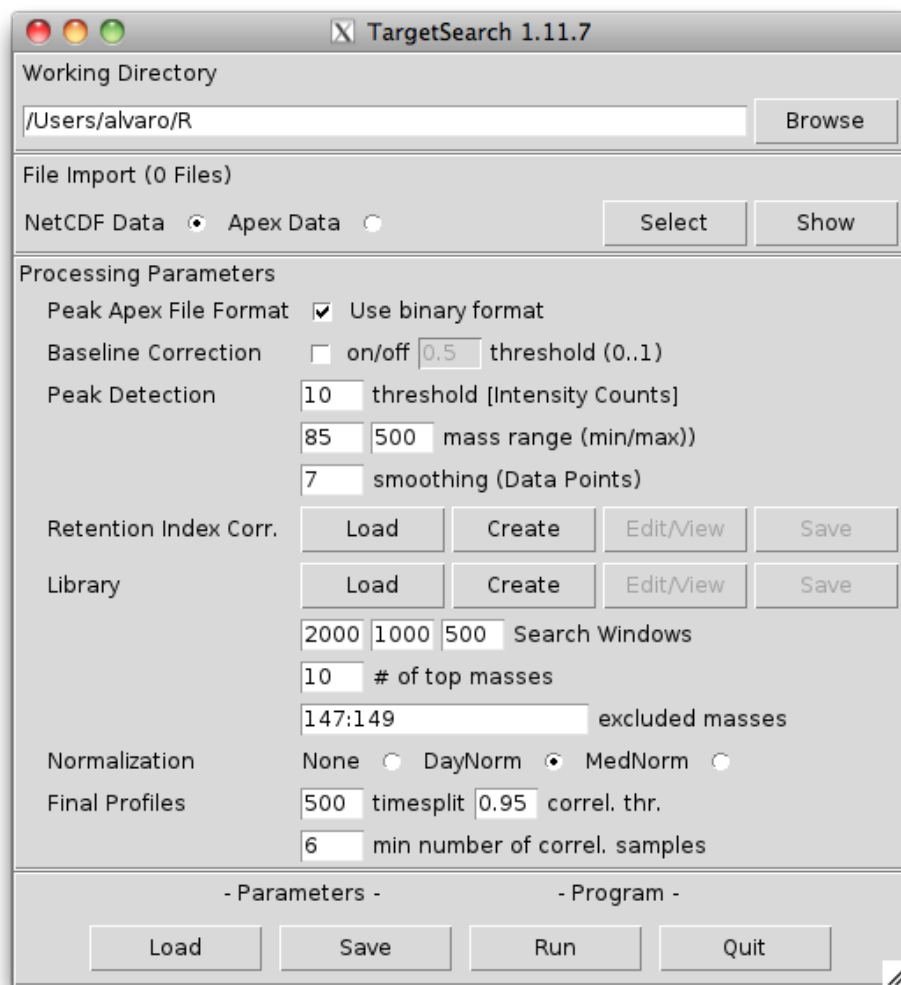 TargetSearch 1.11.7
Working Directory
/Users/alvaro/R Browse
File Import (0 Files)
NetCDF Data Apex Data Select Show
Processing Parameters
Peak Apex File Format Use binary format
Baseline Correction on/off 0.5 threshold (0..1)
Peak Detection 10 threshold [Intensity Counts]
85 500 mass range (min/max))
7 smoothing (Data Points)
Retention Index Corr. Load Create Edit/View Save
Library Load Create Edit/View Save
2000 1000 500 Search Windows
10 # of top masses
147:149 excluded masses
Normalization None DayNorm MedNorm
Final Profiles 500 timesplit 0.95 correl. thr.
6 min number of correl. samples
- Parameters - - Program -
Load Save Run Quit